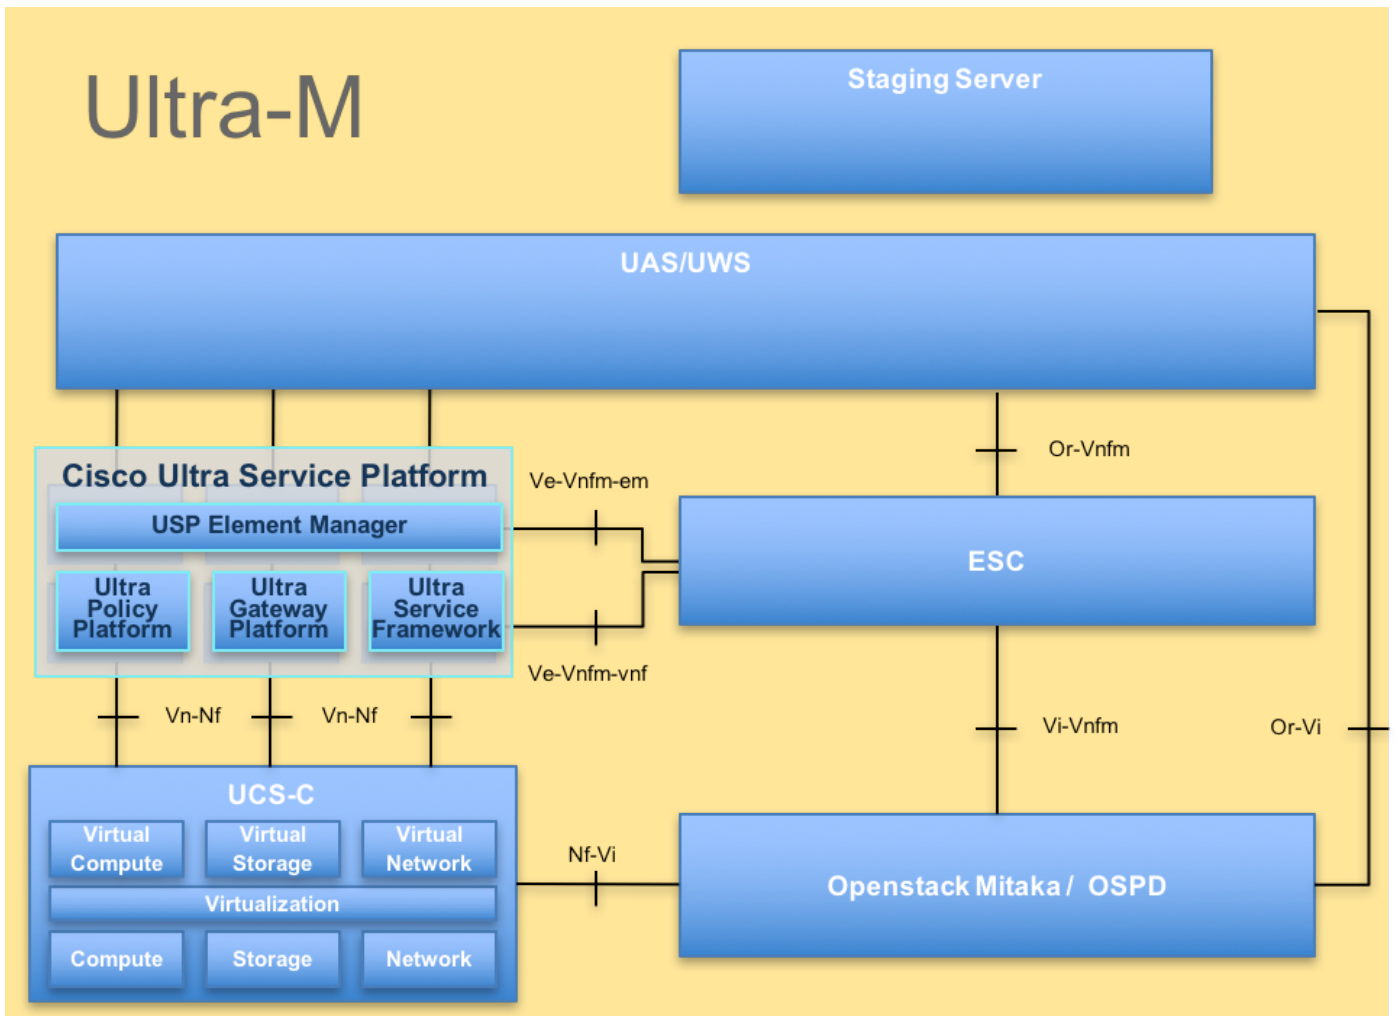 Ultra-M
Staging Server
UAS/UWS
Or-Vnfm
Cisco Ultra Service Platform
Ve-Vnfm-em
USP Element Manager
ESC
Ultra
Policy
Platform
Ultra
Gateway
Platform
Ultra
Service
Framework
Ve-Vnfm-vnf
Vn-Nf
Vn-Nf
Vi-Vnfm
Or-Vi
UCS-C
Virtual
Compute
Virtual
Storage
Virtual
Network
Nf-Vi
Openstack Mitaka / OSPD
Virtualization
Compute
Storage
Network